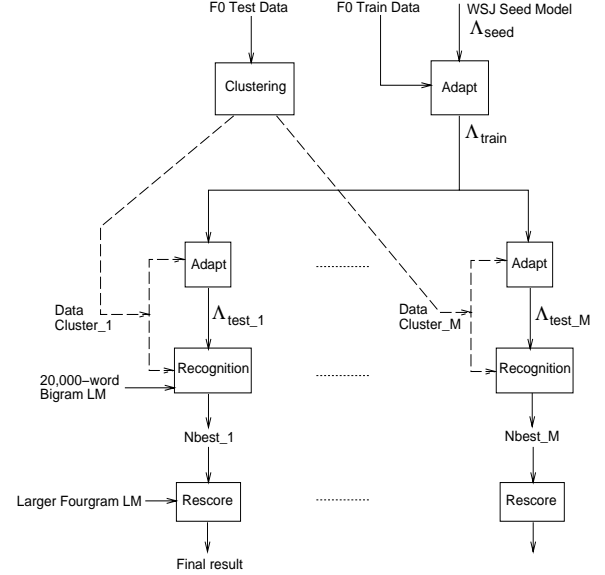 F0 Test Data
F0 Train Data
WSJ Seed Model
Λseed
Clustering
Adapt
Λtrain
Adapt
Adapt
Data
Cluster_1
Λtest_1
Data
Cluster_M
Λtest_M
Recognition
Recognition
20,000−word
Bigram LM
Nbest_1
Nbest_M
Larger Fourgram LM
Rescore
Rescore
Final result